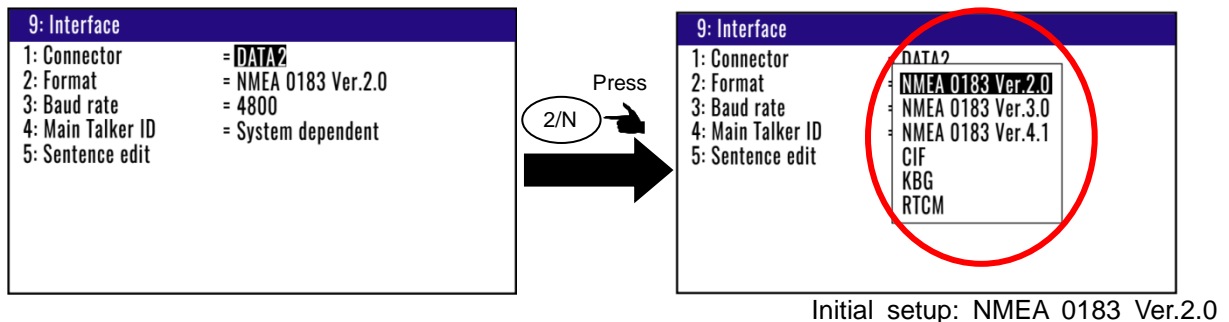 9: Interface
1: Connector = DATA2
2: Format = NMEA 0183 Ver.2.0
3: Baud rate = 4800
4: Main Talker ID = System dependent
5: Sentence edit
Press
2/N
9: Interface
1: Connector = DATA2
2: Format = NMEA 0183 Ver.2.0
3: Baud rate = NMEA 0183 Ver.3.0
4: Main Talker ID = NMEA 0183 Ver.4.1
5: Sentence edit CIF
KBG
RTCM
Initial setup: NMEA 0183 Ver.2.0